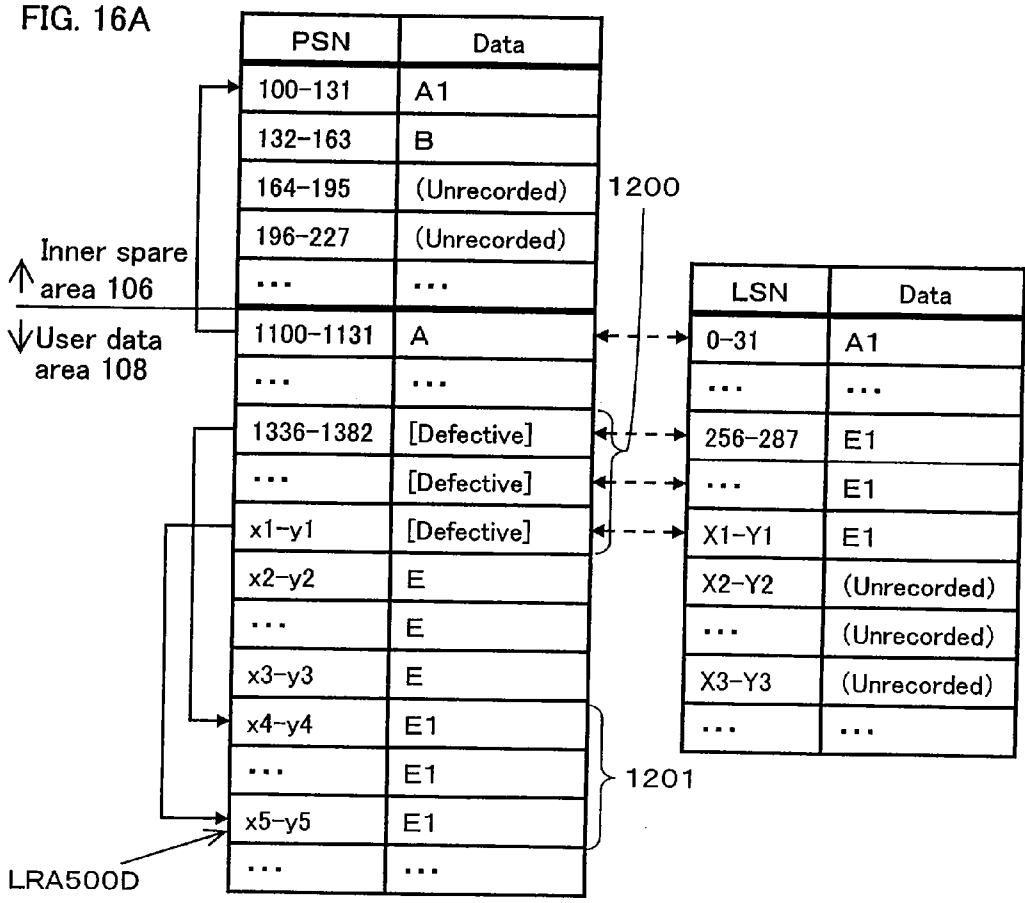 FIG. 16A
PSN Data
100-131 A1
132-163 B
164-195 (Unrecorded)
196-227 (Unrecorded)
... ...
1100-1131 A
... ...
1336-1382 [Defective]
... [Defective]
x1-y1 [Defective]
x2-y2 E
... E
x3-y3 E
x4-y4 E1
... E1
x5-y5 E1
... ...
Inner spare
area 106
User data
area 108
LRA500D
1200
1201
LSN Data
0-31 A1
... ...
256-287 E1
... E1
X1-Y1 E1
X2-Y2 (Unrecorded)
... (Unrecorded)
X3-Y3 (Unrecorded)
... ...